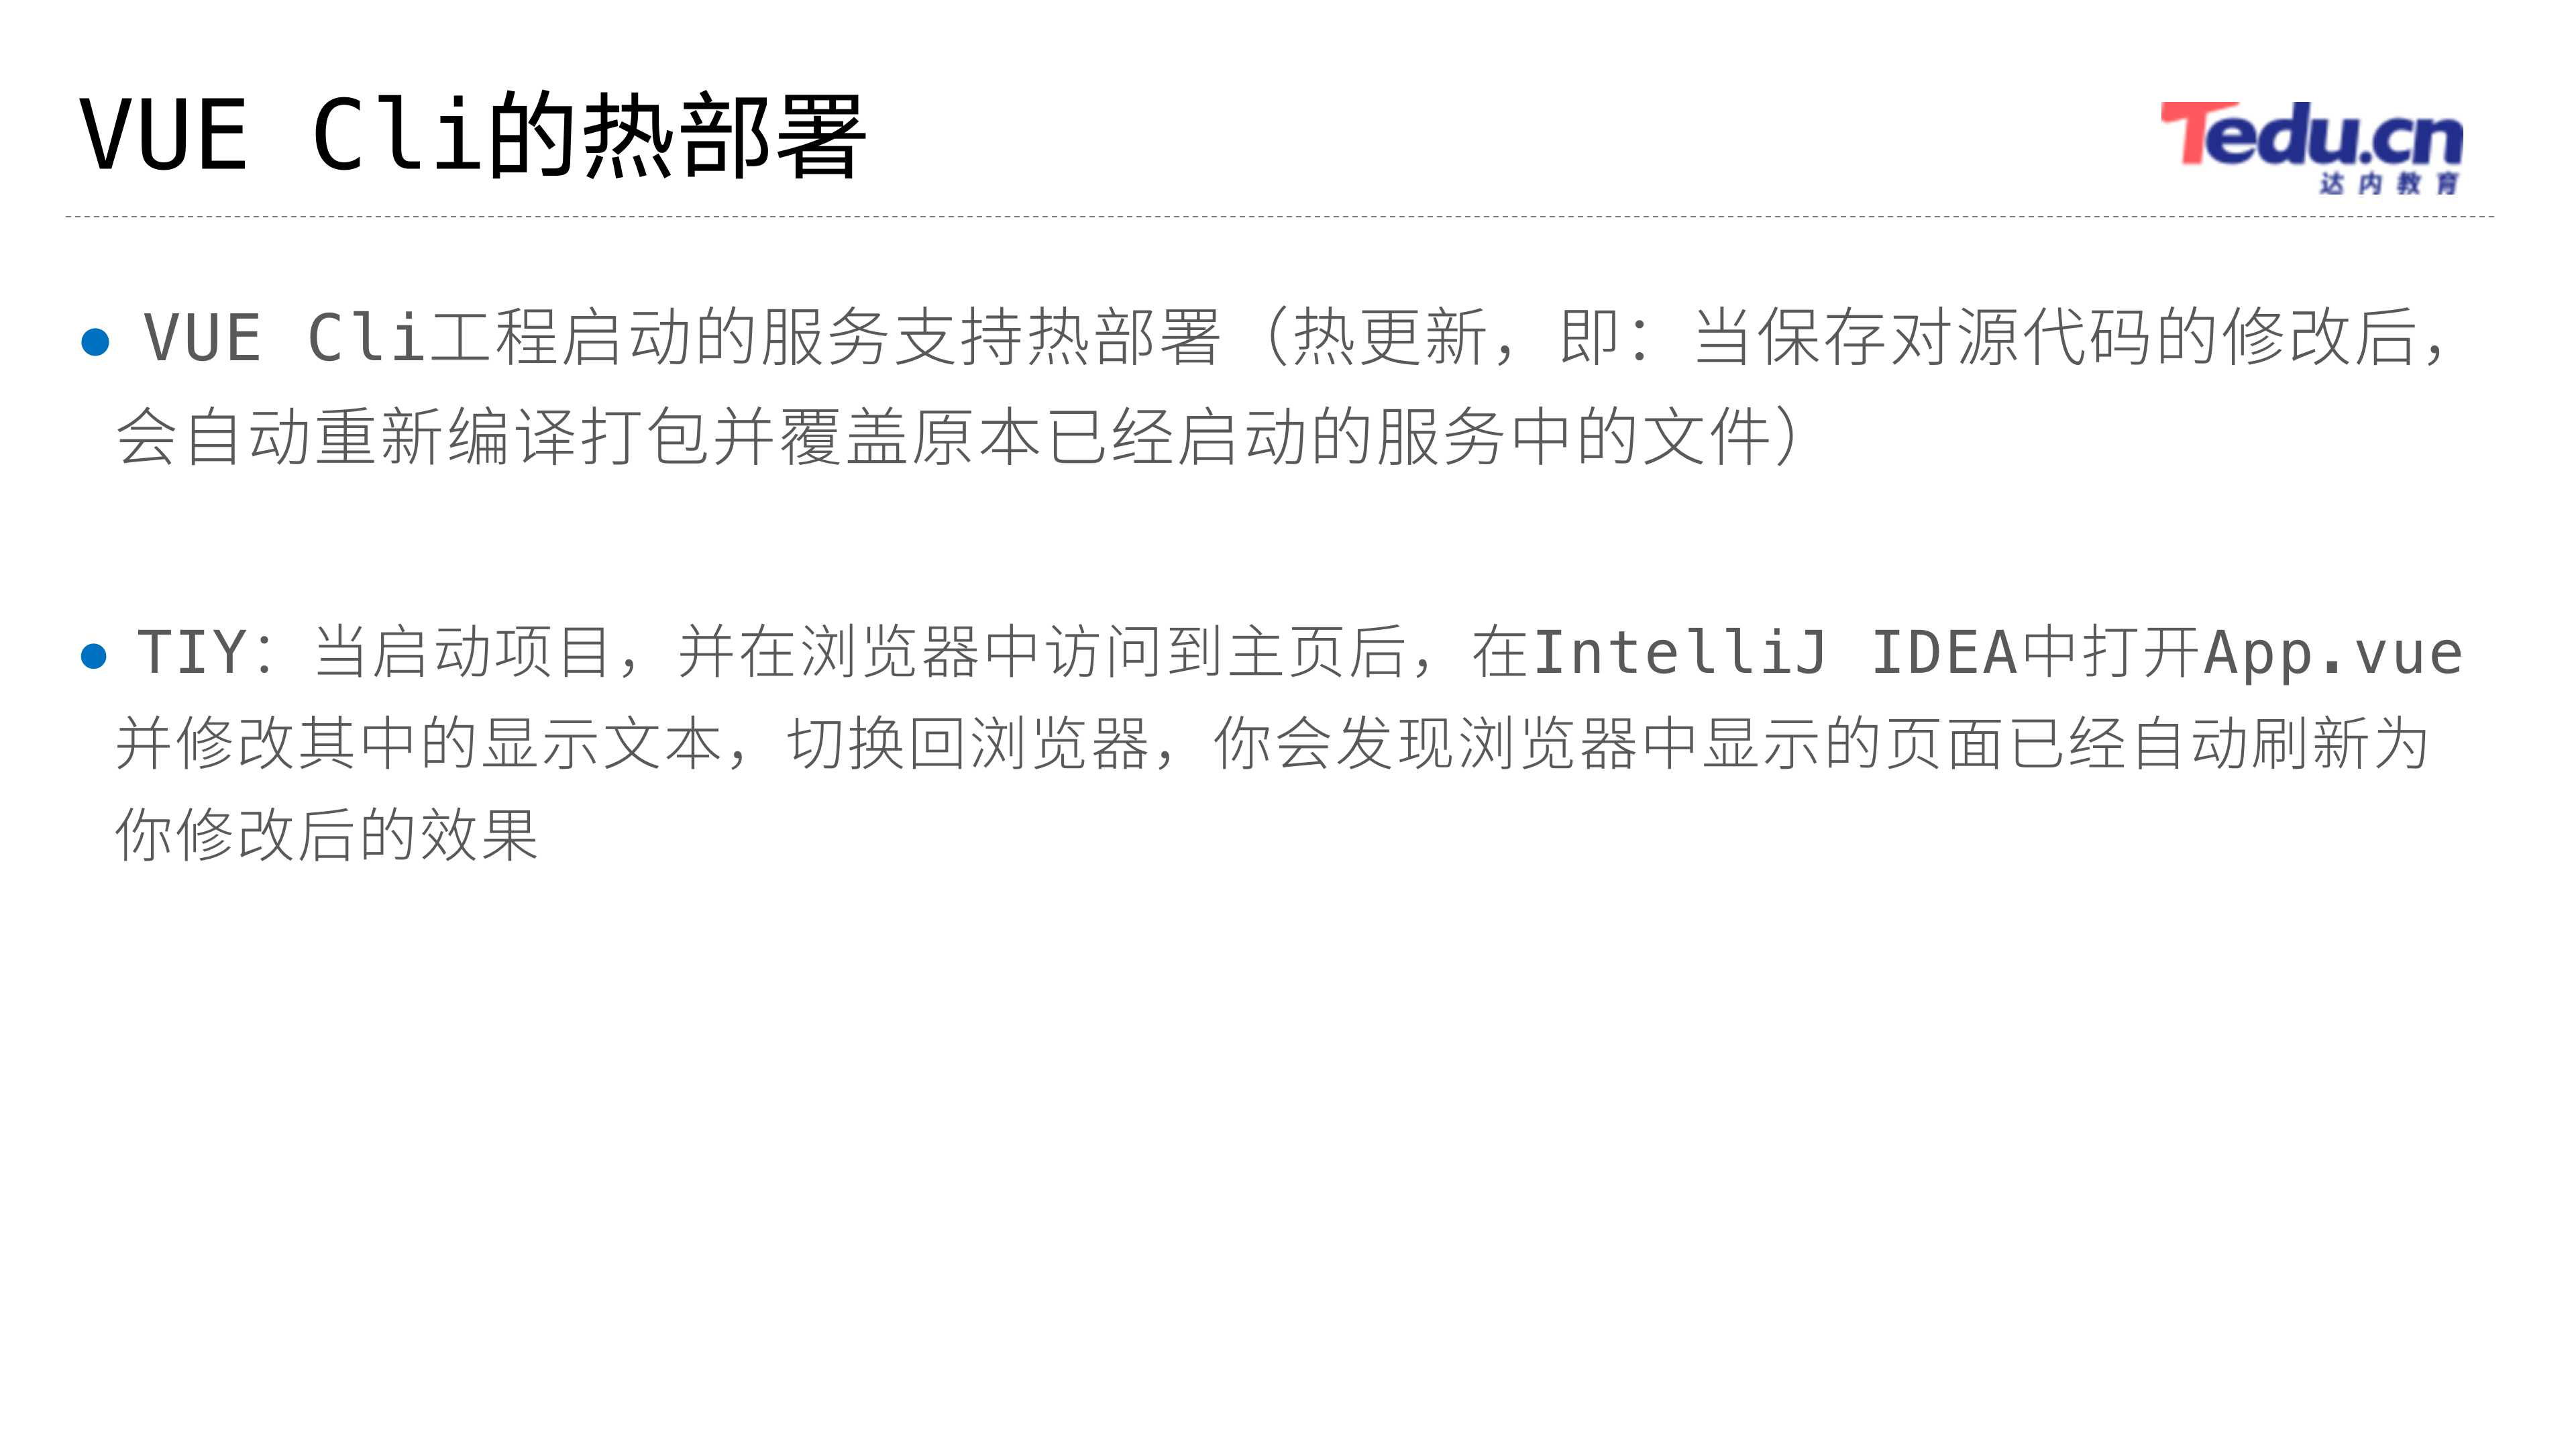 VUE Cli的热部署
Tedu.cn
达内教育
● VUE Cli工程启动的服务支持热部署（热更新，即：当保存对源代码的修改后，
会自动重新编译打包并覆盖原本已经启动的服务中的文件）
● TIY：当启动项目，并在浏览器中访问到主页后，在IntelliJ IDEA中打开App.vue
并修改其中的显示文本，切换回浏览器，你会发现浏览器中显示的页面已经自动刷新为
你修改后的效果